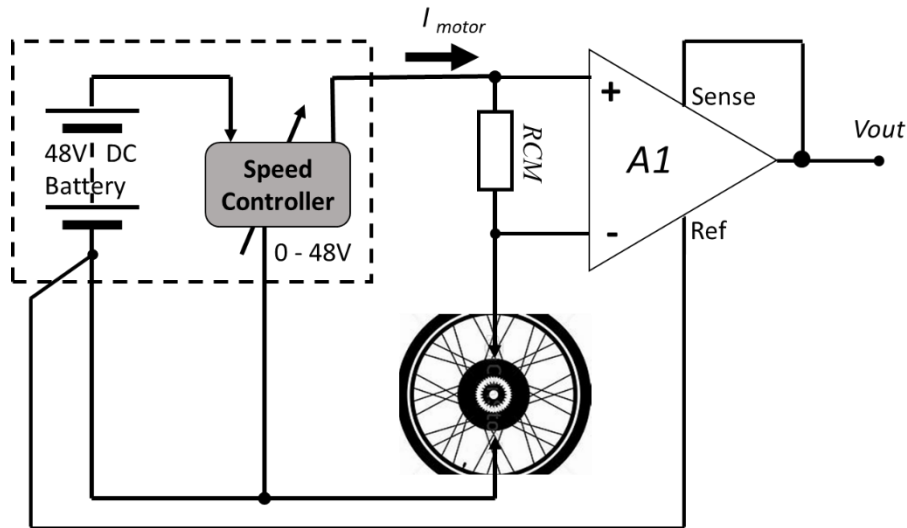 I motor
48V DC
Battery
Speed
Controller
0 - 48V
RCM
+
-
A1
Sense
Ref
Vout